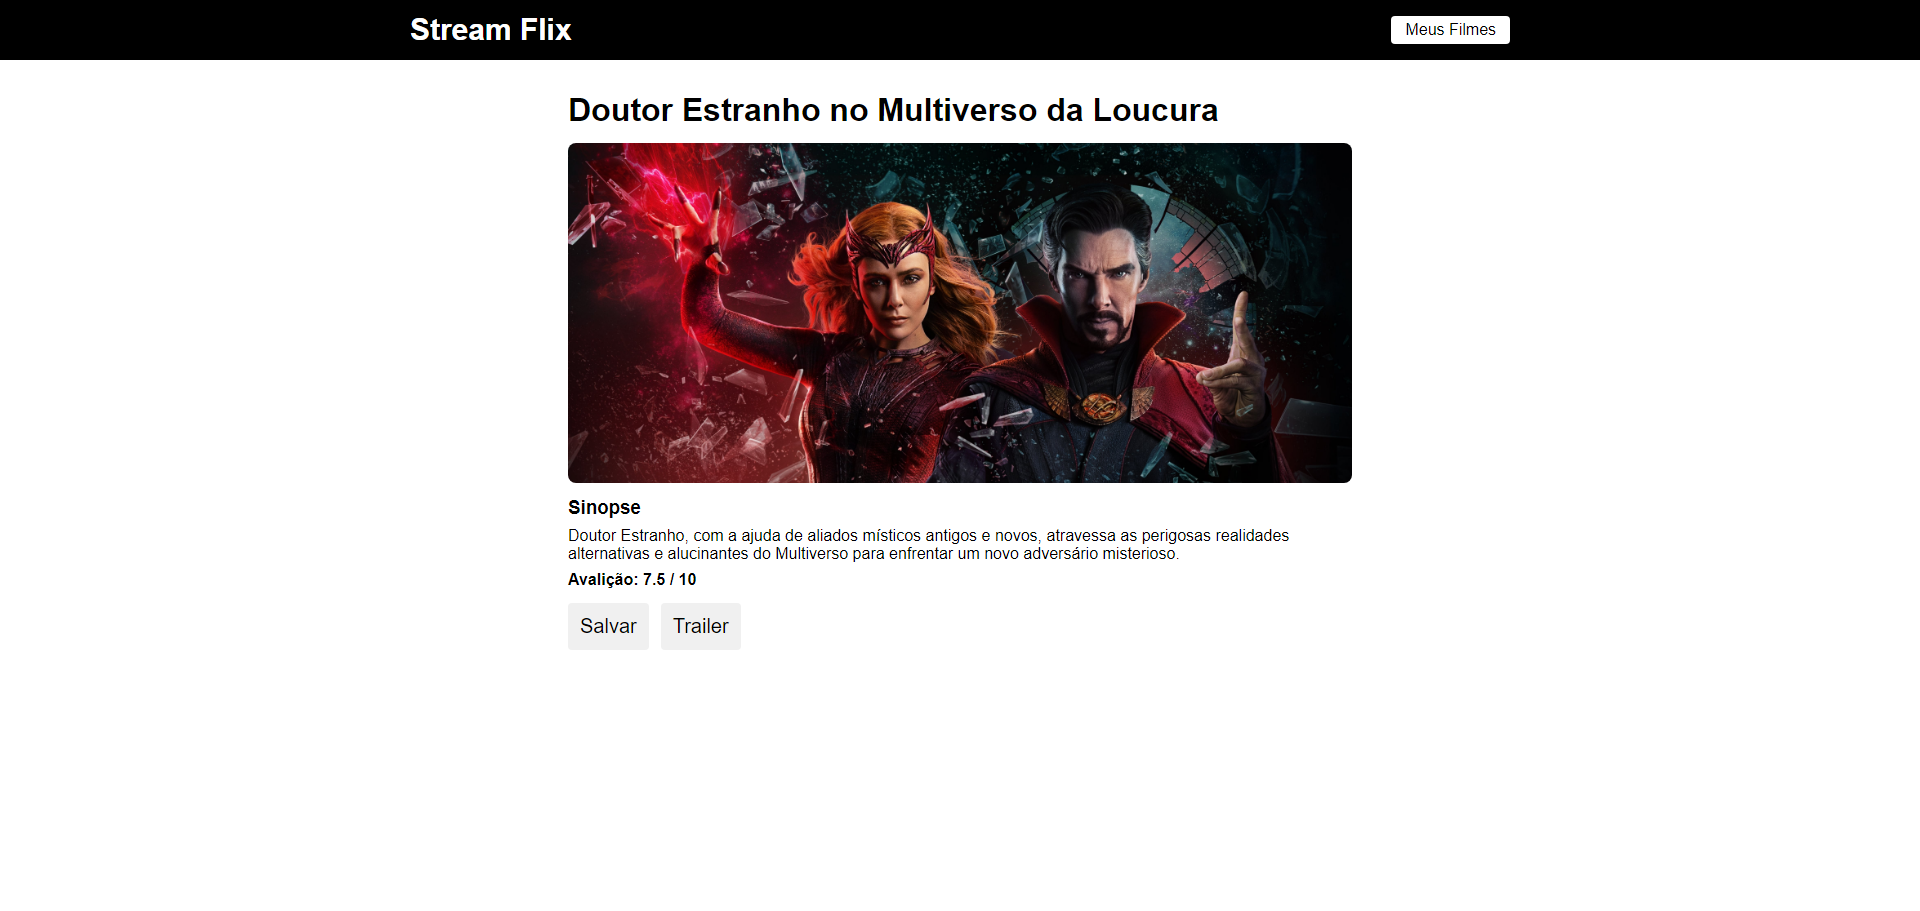 Stream Flix
Meus Filmes
Doutor Estranho no Multiverso da Loucura
Sinopse
Doutor Estranho, com a ajuda de aliados místicos antigos e novos, atravessa as perigosas realidades
alternativas e alucinantes do Multiverso para enfrentar um novo adversário misterioso.
Avalição: 7.5 / 10
Salvar
Trailer